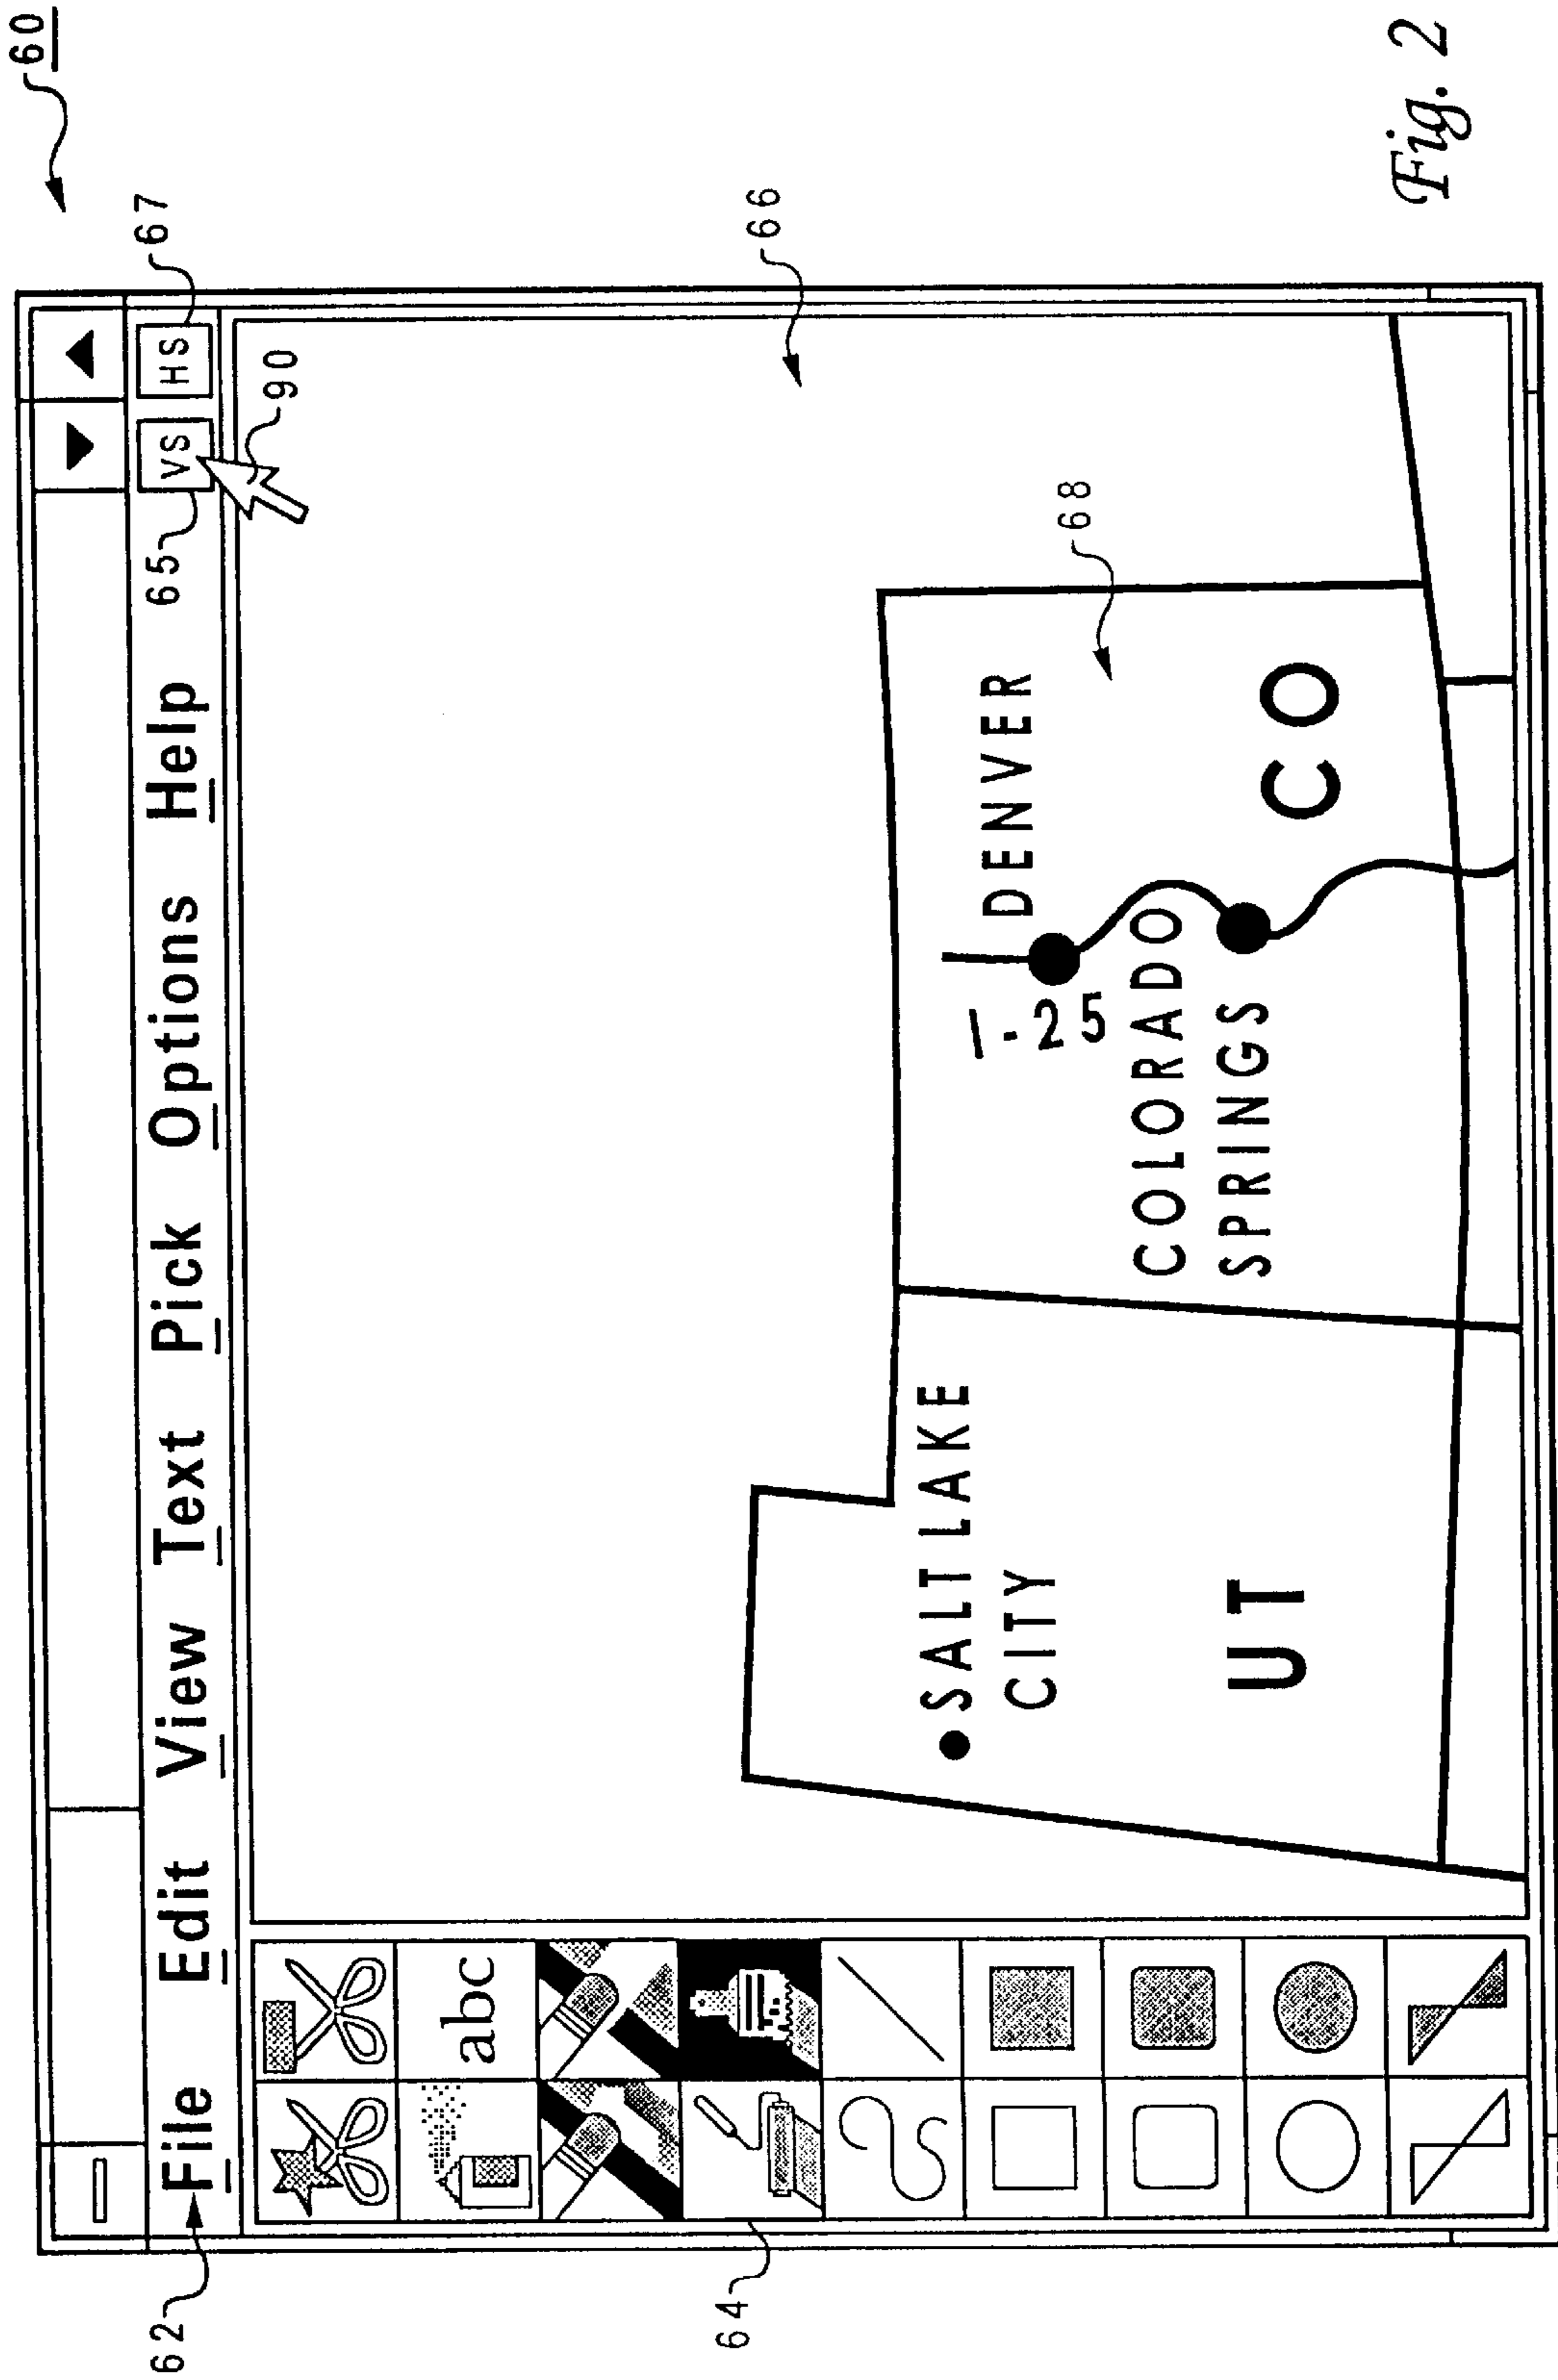 60
File Edit View Text Pick Options Help 65 VS HS 67
62
90
abc
66
64
SALT LAKE
CITY
I-25
DENVER
68
COLORADO
SPRINGS
UT
CO
Fig. 2